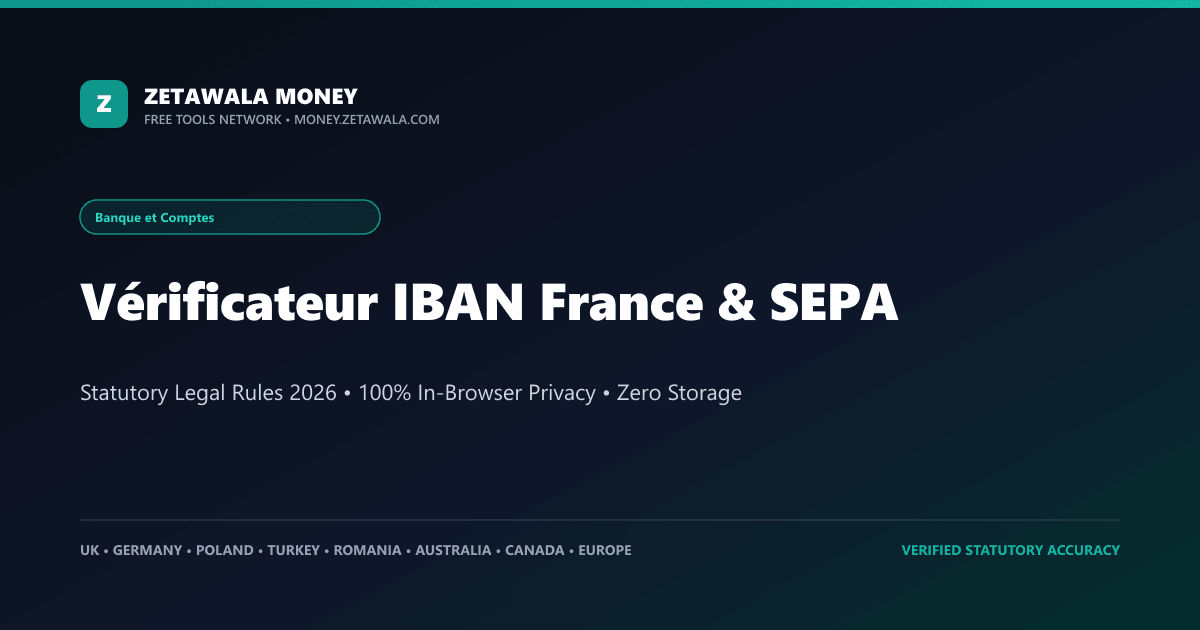 Z
ZETAWALA MONEY
FREE TOOLS NETWORK • MONEY.ZETAWALA.COM
Banque et Comptes
Vérificateur IBAN France & SEPA
Statutory Legal Rules 2026 • 100% In-Browser Privacy • Zero Storage
UK • GERMANY • POLAND • TURKEY • ROMANIA • AUSTRALIA • CANADA • EUROPE
VERIFIED STATUTORY ACCURACY